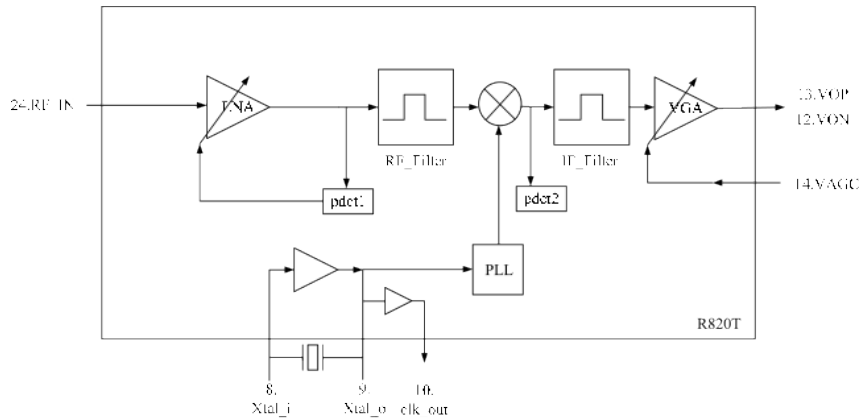 24.RF_IN
LNA
RF_Filter
IF_Filter
VGA
13.VOP
12.VON
14.VAGC
pdet1
pdet2
PLL
R820T
8.
Xtal_i
9.
Xtal_o
10.
clk_out